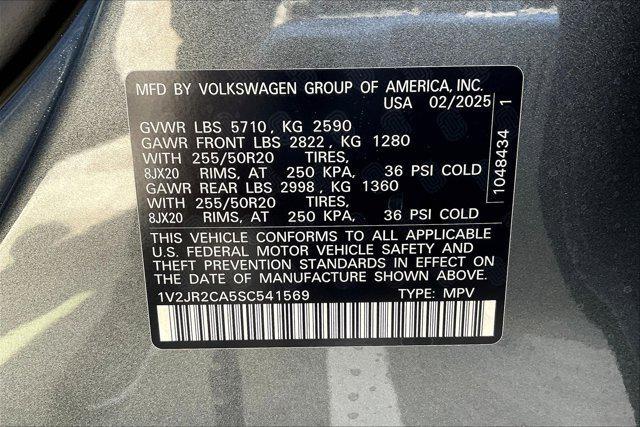 MFD BY VOLKSWAGEN GROUP OF AMERICA, INC.
USA 02/2025
GVWR LBS 5710, KG 2590
GAWR FRONT LBS 2822, KG 1280
WITH 255/50R20 TIRES,
8JX20 RIMS, AT 250 KPA, 36 PSI COLD
GAWR REAR LBS 2998, KG 1360
WITH 255/50R20 TIRES,
8JX20 RIMS, AT 250 KPA, 36 PSI COLD
THIS VEHICLE CONFORMS TO ALL APPLICABLE
U.S. FEDERAL MOTOR VEHICLE SAFETY AND
THEFT PREVENTION STANDARDS IN EFFECT ON
THE DATE OF MANUFACTURE SHOWN ABOVE.
1V2JR2CA5SC541569 TYPE: MPV
1048434 1